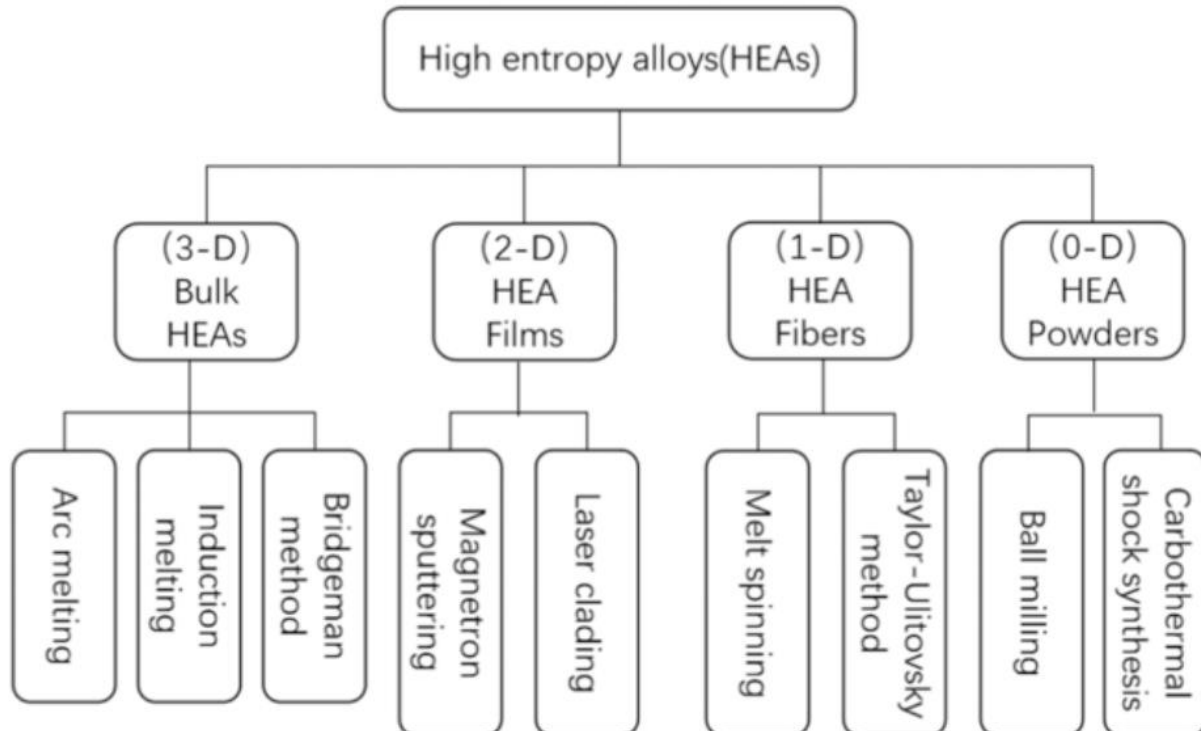 High entropy alloys(HEAs)
(3-D)
Bulk
HEAs
(2-D)
HEA
Films
(1-D)
HEA
Fibers
(0-D)
HEA
Powders
Arc melting
Induction
melting
Bridgeman
method
Magnetron
sputtering
Laser clading
Melt spinning
Taylor-Ulitovsky
method
Ball milling
Carbothermal
shock synthesis